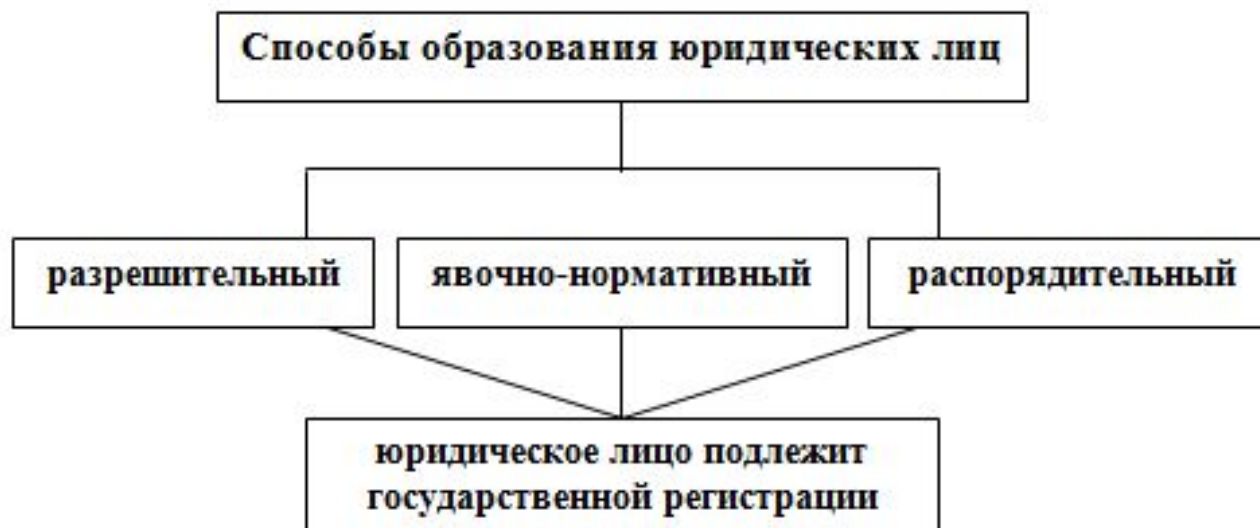 Способы образования юридических лиц
разрешительный
явочно-нормативный
распорядительный
юридическое лицо подлежит
государственной регистрации